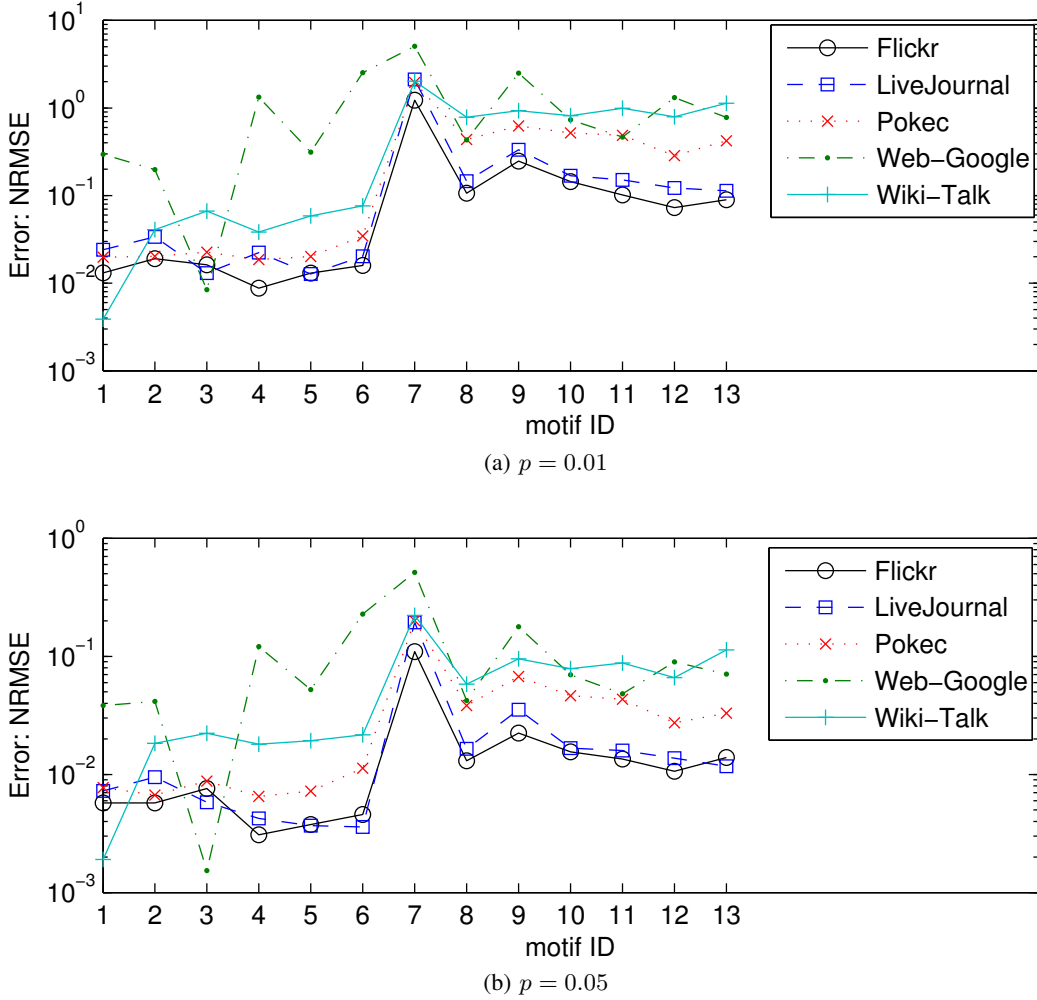 10^1
10^0
10^−1
10^−2
10^−3
Error: NRMSE
1 2 3 4 5 6 7 8 9 10 11 12 13
motif ID
Flickr
LiveJournal
Pokec
Web−Google
Wiki−Talk
(a) p = 0.01
10^0
10^−1
10^−2
10^−3
Error: NRMSE
1 2 3 4 5 6 7 8 9 10 11 12 13
motif ID
Flickr
LiveJournal
Pokec
Web−Google
Wiki−Talk
(b) p = 0.05